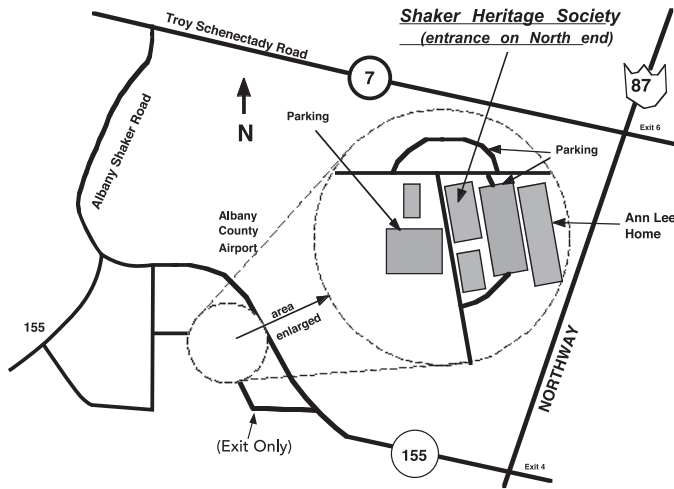 Shaker Heritage Society
(entrance on North end)
Troy Schenectady Road
7
87
Exit 6
N
Albany Shaker Road
Parking
Parking
Albany
County
Airport
Ann Lee
Home
area
enlarged
155
NORTHWAY
(Exit Only)
155
Exit 4